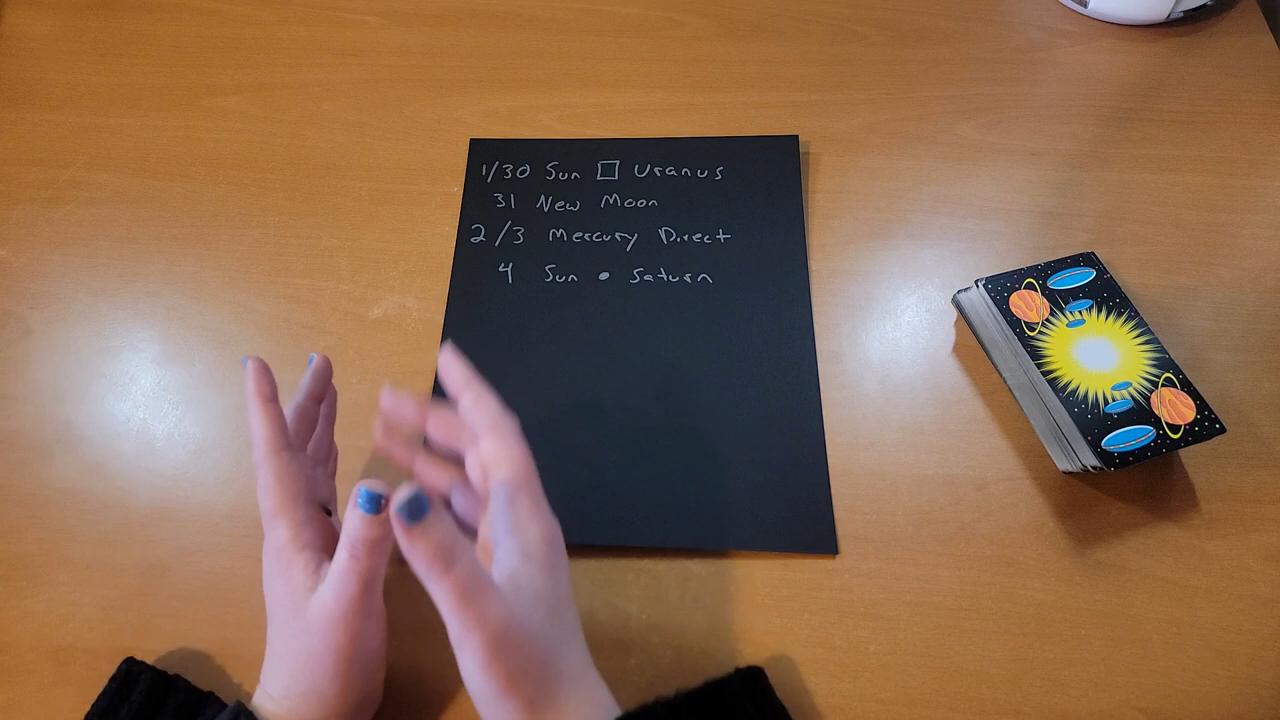 1/30 Sun □ Uranus
31 New Moon
2/3 Mercury Direct
4 Sun • Saturn